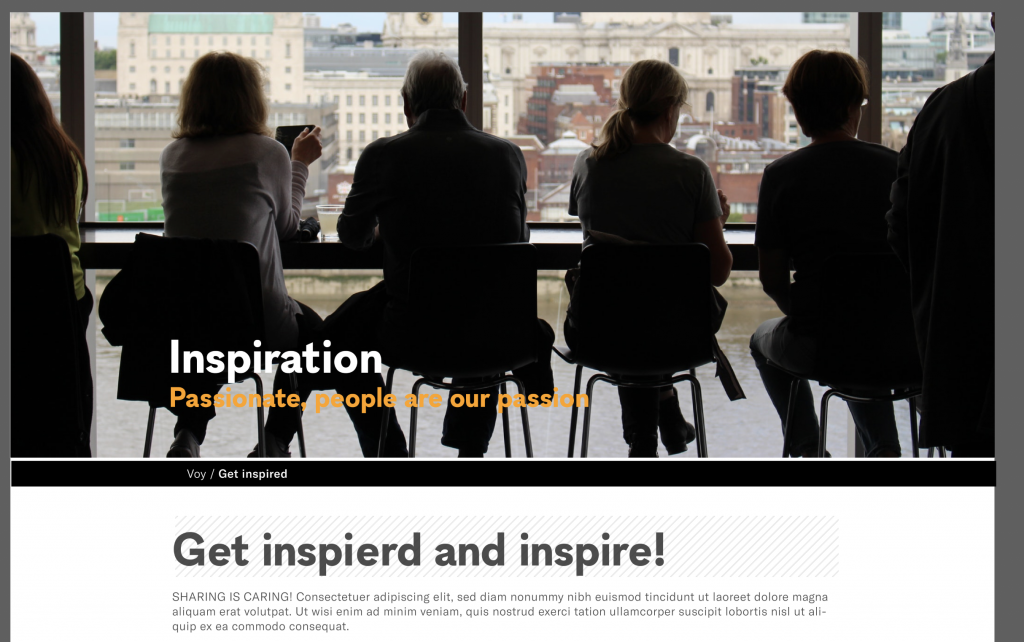 Inspiration
Passionate, people are our passion
Voy / Get inspired
Get inspierd and inspire!
SHARING IS CARING! Consectetuer adipiscing elit, sed diam nonummy nibh euismod tincidunt ut laoreet dolore magna
aliquam erat volutpat. Ut wisi enim ad minim veniam, quis nostrud exerci tation ullamcorper suscipit lobortis nisl ut ali-
quip ex ea commodo consequat.